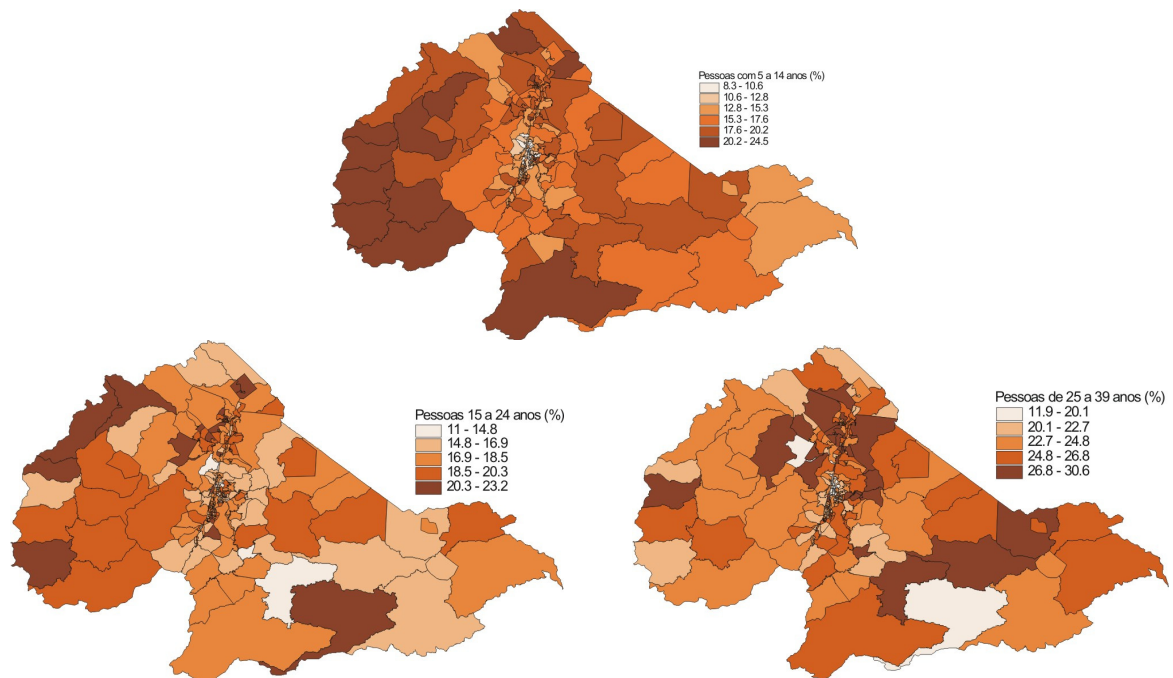 Pessoas com 5 a 14 anos (%)
8.3 - 10.6
10.6 - 12.8
12.8 - 15.3
15.3 - 17.6
17.6 - 20.2
20.2 - 24.5
Pessoas 15 a 24 anos (%)
11 - 14.8
14.8 - 16.9
16.9 - 18.5
18.5 - 20.3
20.3 - 23.2
Pessoas de 25 a 39 anos (%)
11.9 - 20.1
20.1 - 22.7
22.7 - 24.8
24.8 - 26.8
26.8 - 30.6